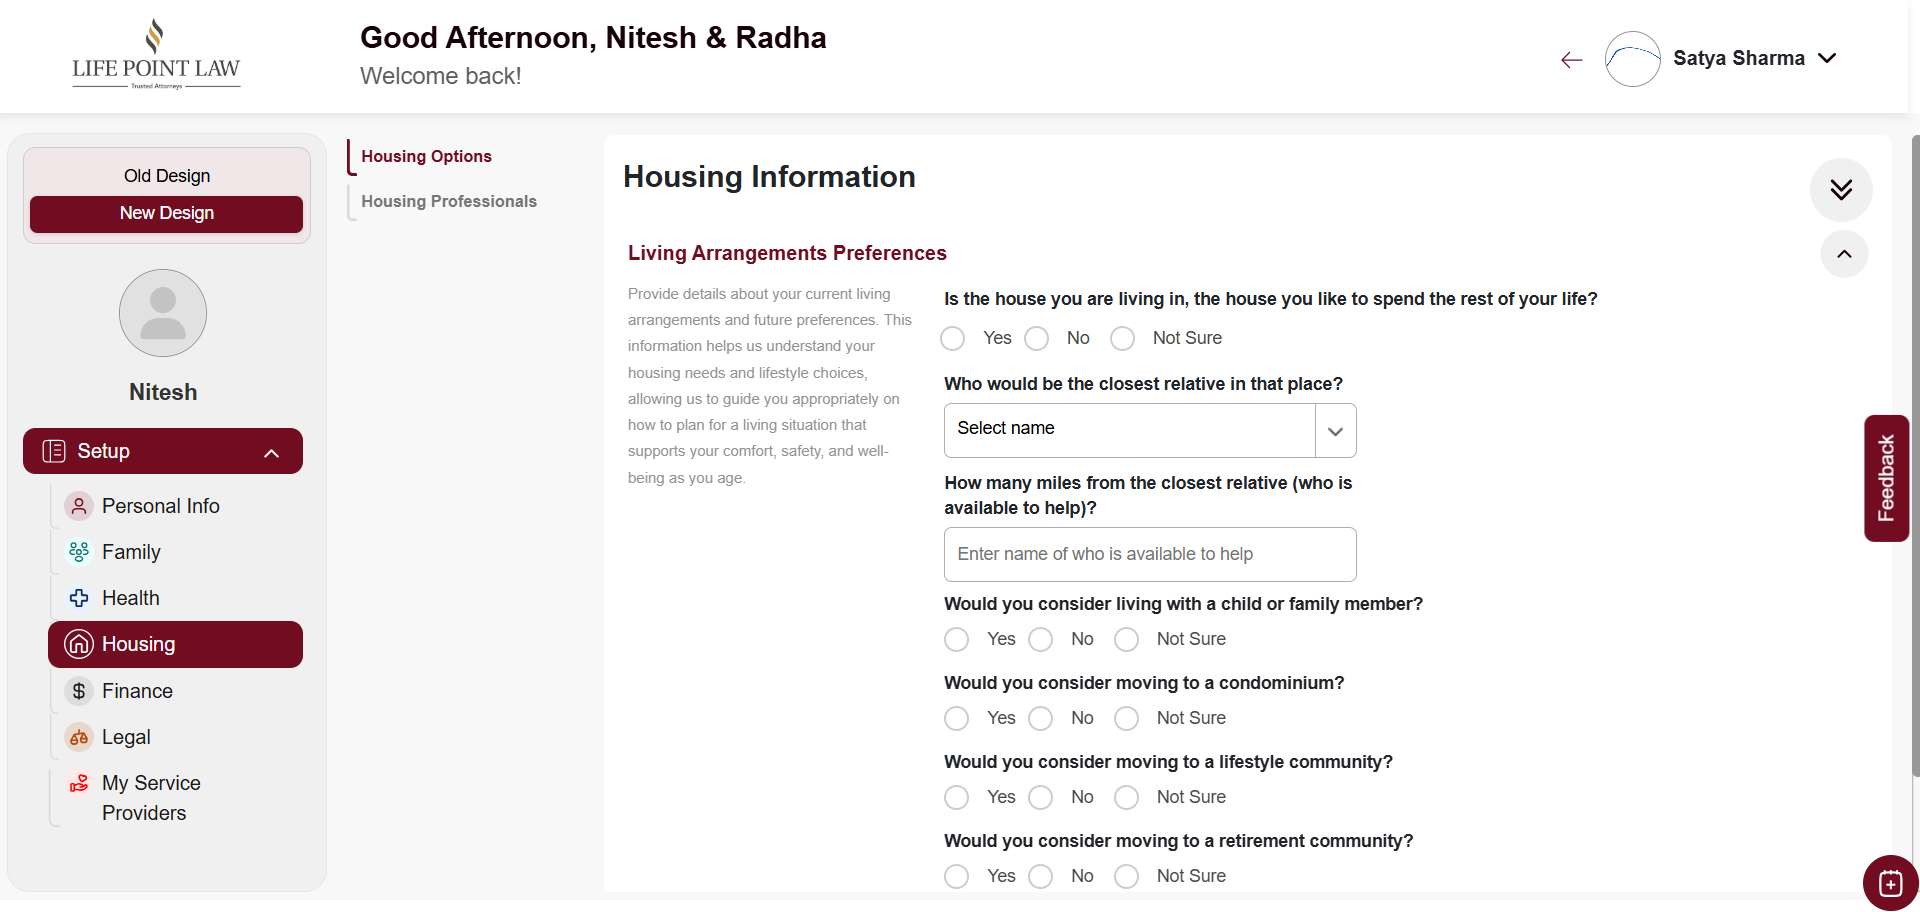 LIFE POINT LAW
Trusted Attorneys
Good Afternoon, Nitesh & Radha
Welcome back!
Satya Sharma
Old Design
New Design
Nitesh
Setup
Personal Info
Family
Health
Housing
Finance
Legal
My Service
Providers
Housing Options
Housing Professionals
Housing Information
Living Arrangements Preferences
Provide details about your current living
arrangements and future preferences. This
information helps us understand your
housing needs and lifestyle choices,
allowing us to guide you appropriately on
how to plan for a living situation that
supports your comfort, safety, and well-
being as you age.
Is the house you are living in, the house you like to spend the rest of your life?
Yes No Not Sure
Who would be the closest relative in that place?
Select name
How many miles from the closest relative (who is
available to help)?
Enter name of who is available to help
Would you consider living with a child or family member?
Yes No Not Sure
Would you consider moving to a condominium?
Yes No Not Sure
Would you consider moving to a lifestyle community?
Yes No Not Sure
Would you consider moving to a retirement community?
Yes No Not Sure
Feedback